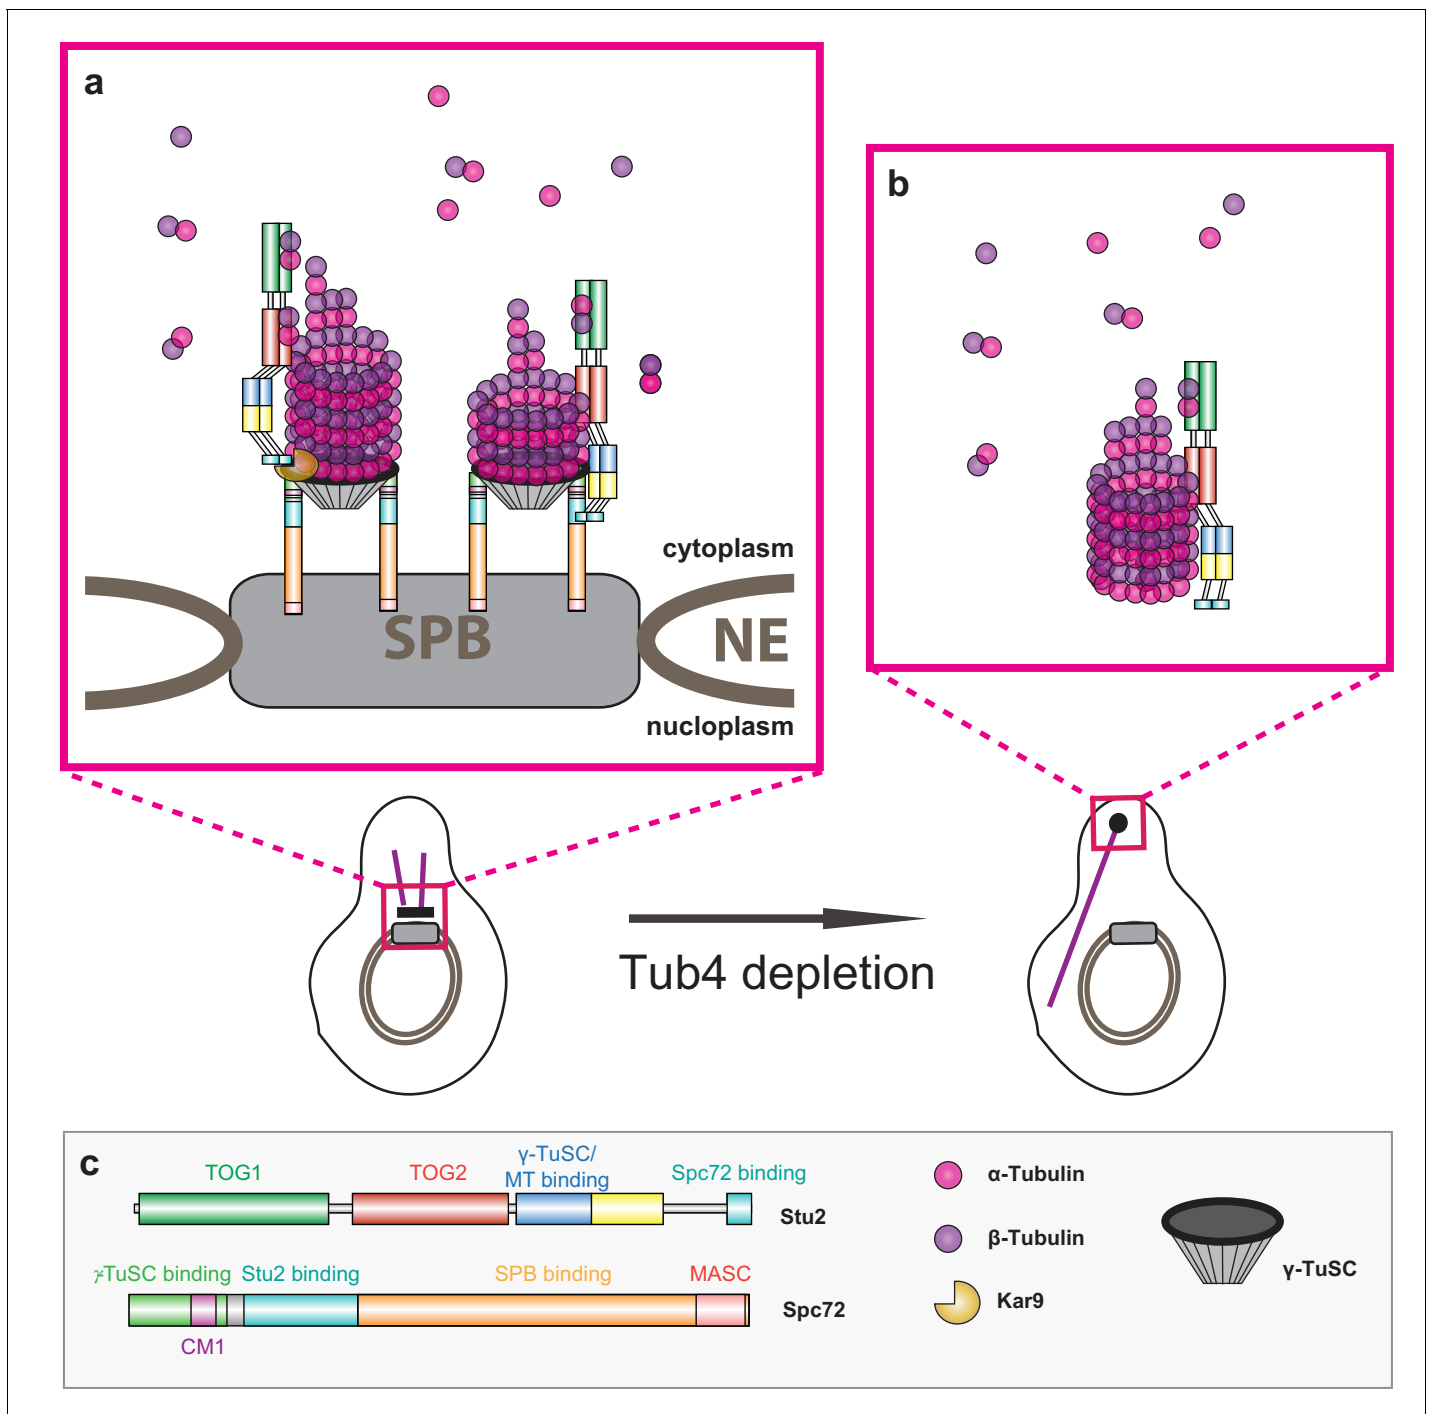 a
cytoplasm
SPB
NE
nucloplasm
b
Tub4 depletion
c
TOG1
TOG2
γ-TuSC/
MT binding
Spc72 binding
Stu2
γTuSC binding
Stu2 binding
SPB binding
MASC
Spc72
CM1
α-Tubulin
β-Tubulin
Kar9
γ-TuSC